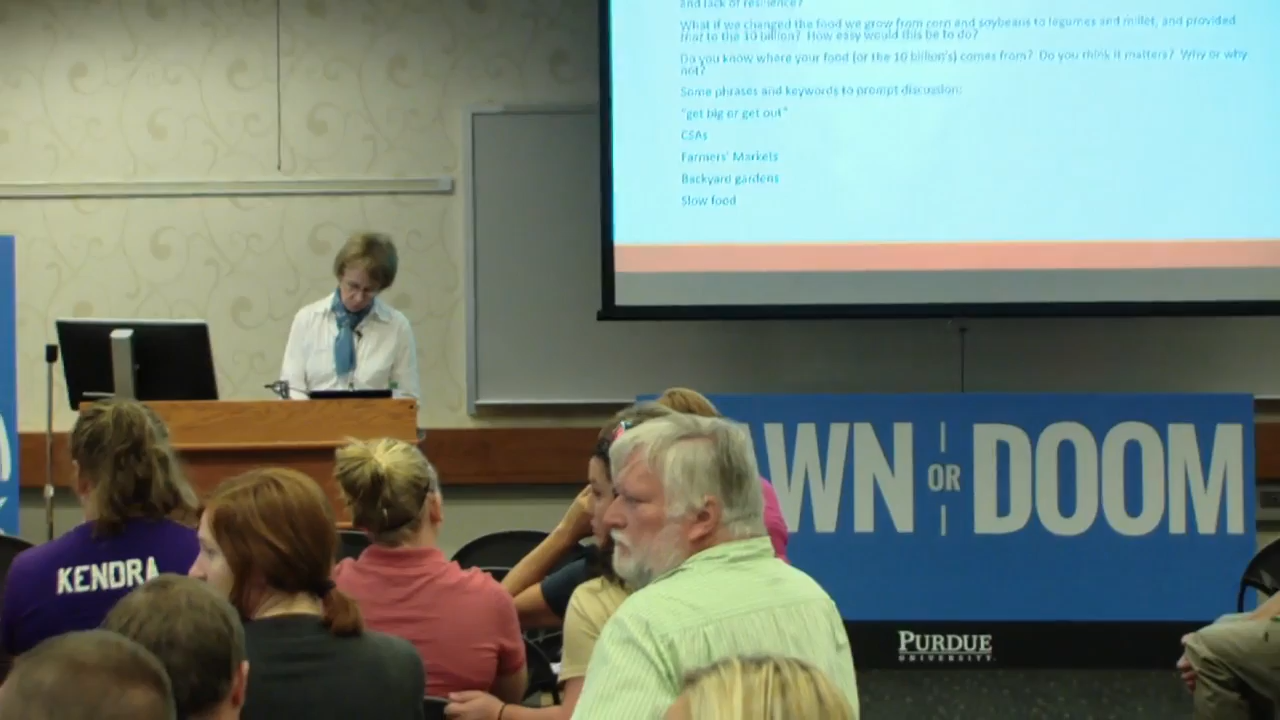 and lack of resilience?
What if we changed the food we grow from corn and soybeans to legumes and millet, and provided
that to the 10 billion? How easy would this be to do?
Do you know where your food (or the 10 billion's) comes from? Do you think it matters? Why or why
not?
Some phrases and keywords to prompt discussion:
"get big or get out"
CSAs
Farmers' Markets
Backyard gardens
Slow food
AWN OR DOOM
KENDRA
PURDUE
UNIVERSITY